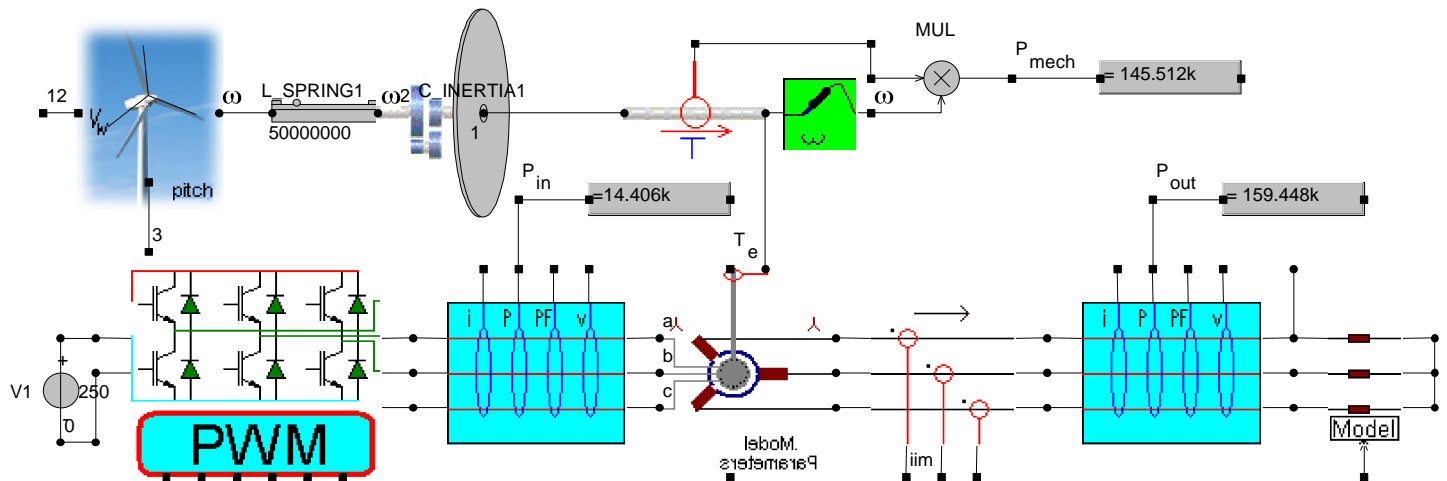 MUL
P mech
= 145.512k
12
Vw
ω
L_SPRING1
50000000
ω2
C_INERTIA1
1
T
ω
ω
pitch
3
P in
=14.406k
P out
= 159.448k
T e
i P PF v
i P PF v
a
b
c
V1
+
250
0
PWM
Model
Parameters
iim
Model